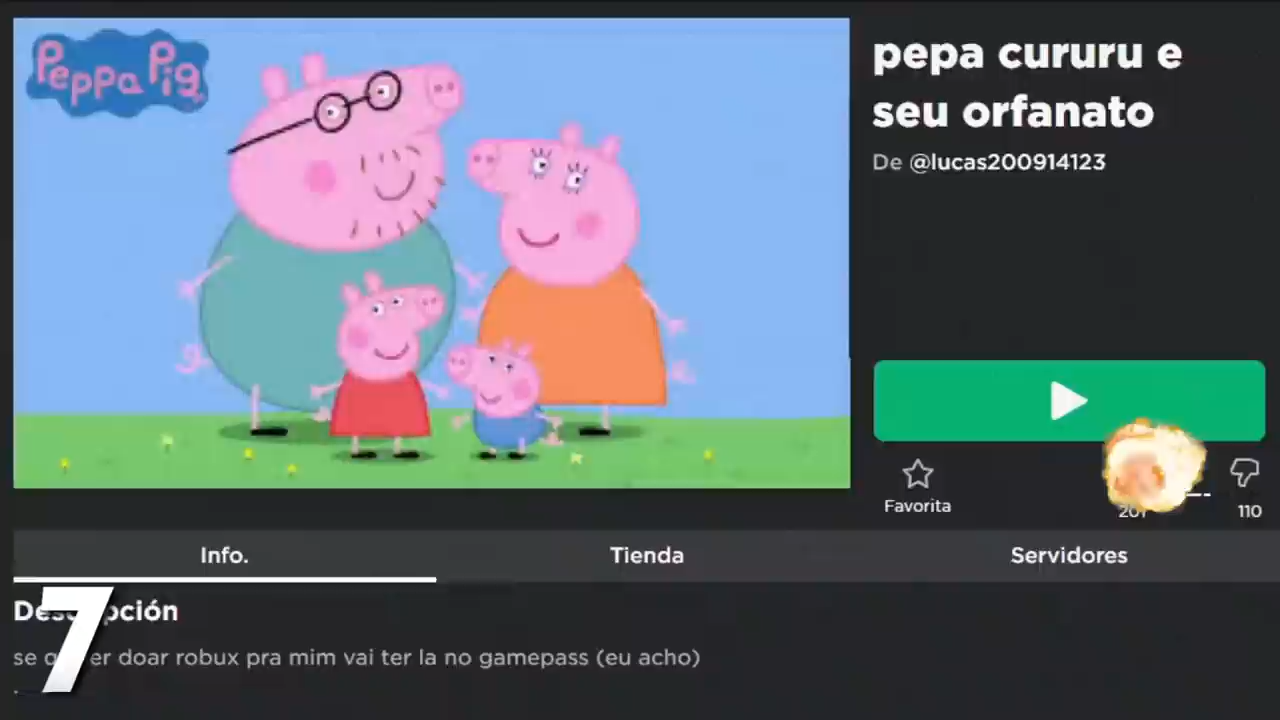 Peppa Pig
pepa cururu e
seu orfanato
De @lucas200914123
Favorita
110
Info.
Tienda
Servidores
7
se er doar robux pra mim vai ter la no gamepass (eu acho)